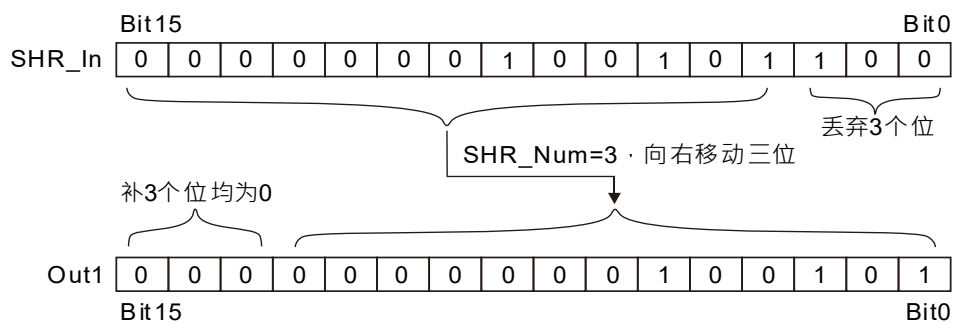 Bit15 Bit0
SHR_In 0 0 0 0 0 0 0 1 0 0 1 0 1 1 0 0
丢弃3个位
SHR_Num=3，向右移动三位
补3个位均为0
Out1 0 0 0 0 0 0 0 0 0 0 1 0 0 1 0 1
Bit15 Bit0